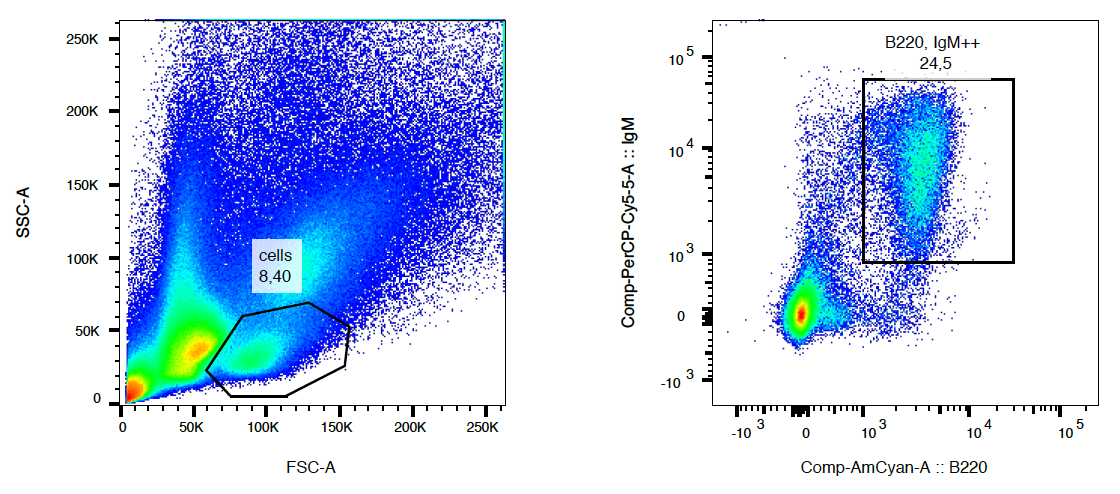 250K
200K
150K
100K
50K
0
SSC-A
cells
8,40
0
50K
100K
150K
200K
250K
FSC-A
B220, IgM++
24,5
10 5
10 4
10 3
0
-10 3
Comp-PerCP-Cy5-5-A :: IgM
-10 3
0
10 3
10 4
10 5
Comp-AmCyan-A :: B220